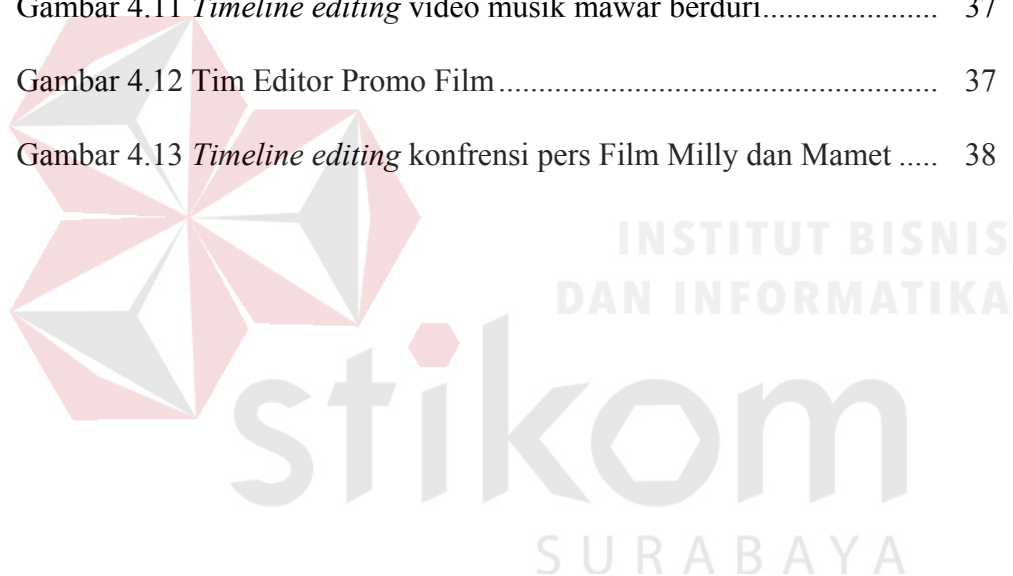 Gambar 4.11 Timeline editing video musik mawar berduri.................... 37
Gambar 4.12 Tim Editor Promo Film..................................................... 37
Gambar 4.13 Timeline editing konfrensi pers Film Milly dan Mamet ..... 38
INSTITUT BISNIS
DAN INFORMATIKA
stikom
SURABAYA